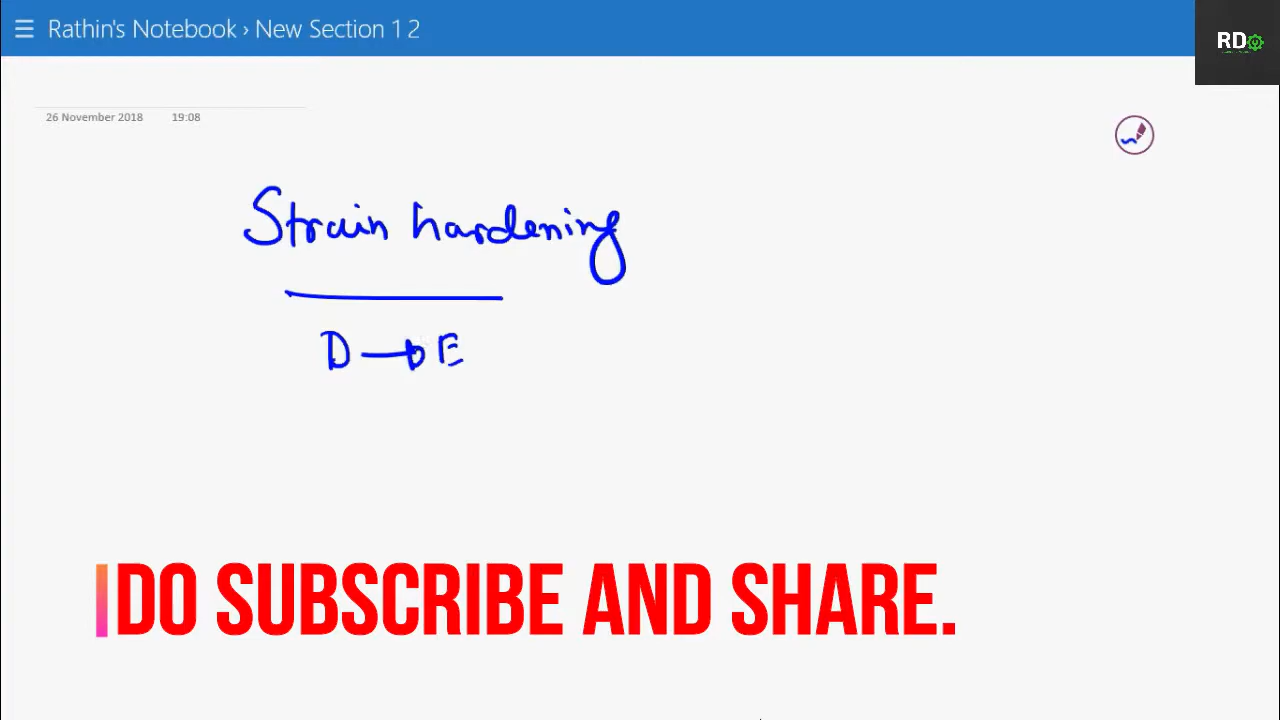 Rathin's Notebook › New Section 1 2
RD
26 November 2018 19:08
Strain hardening
D → E
DO SUBSCRIBE AND SHARE.